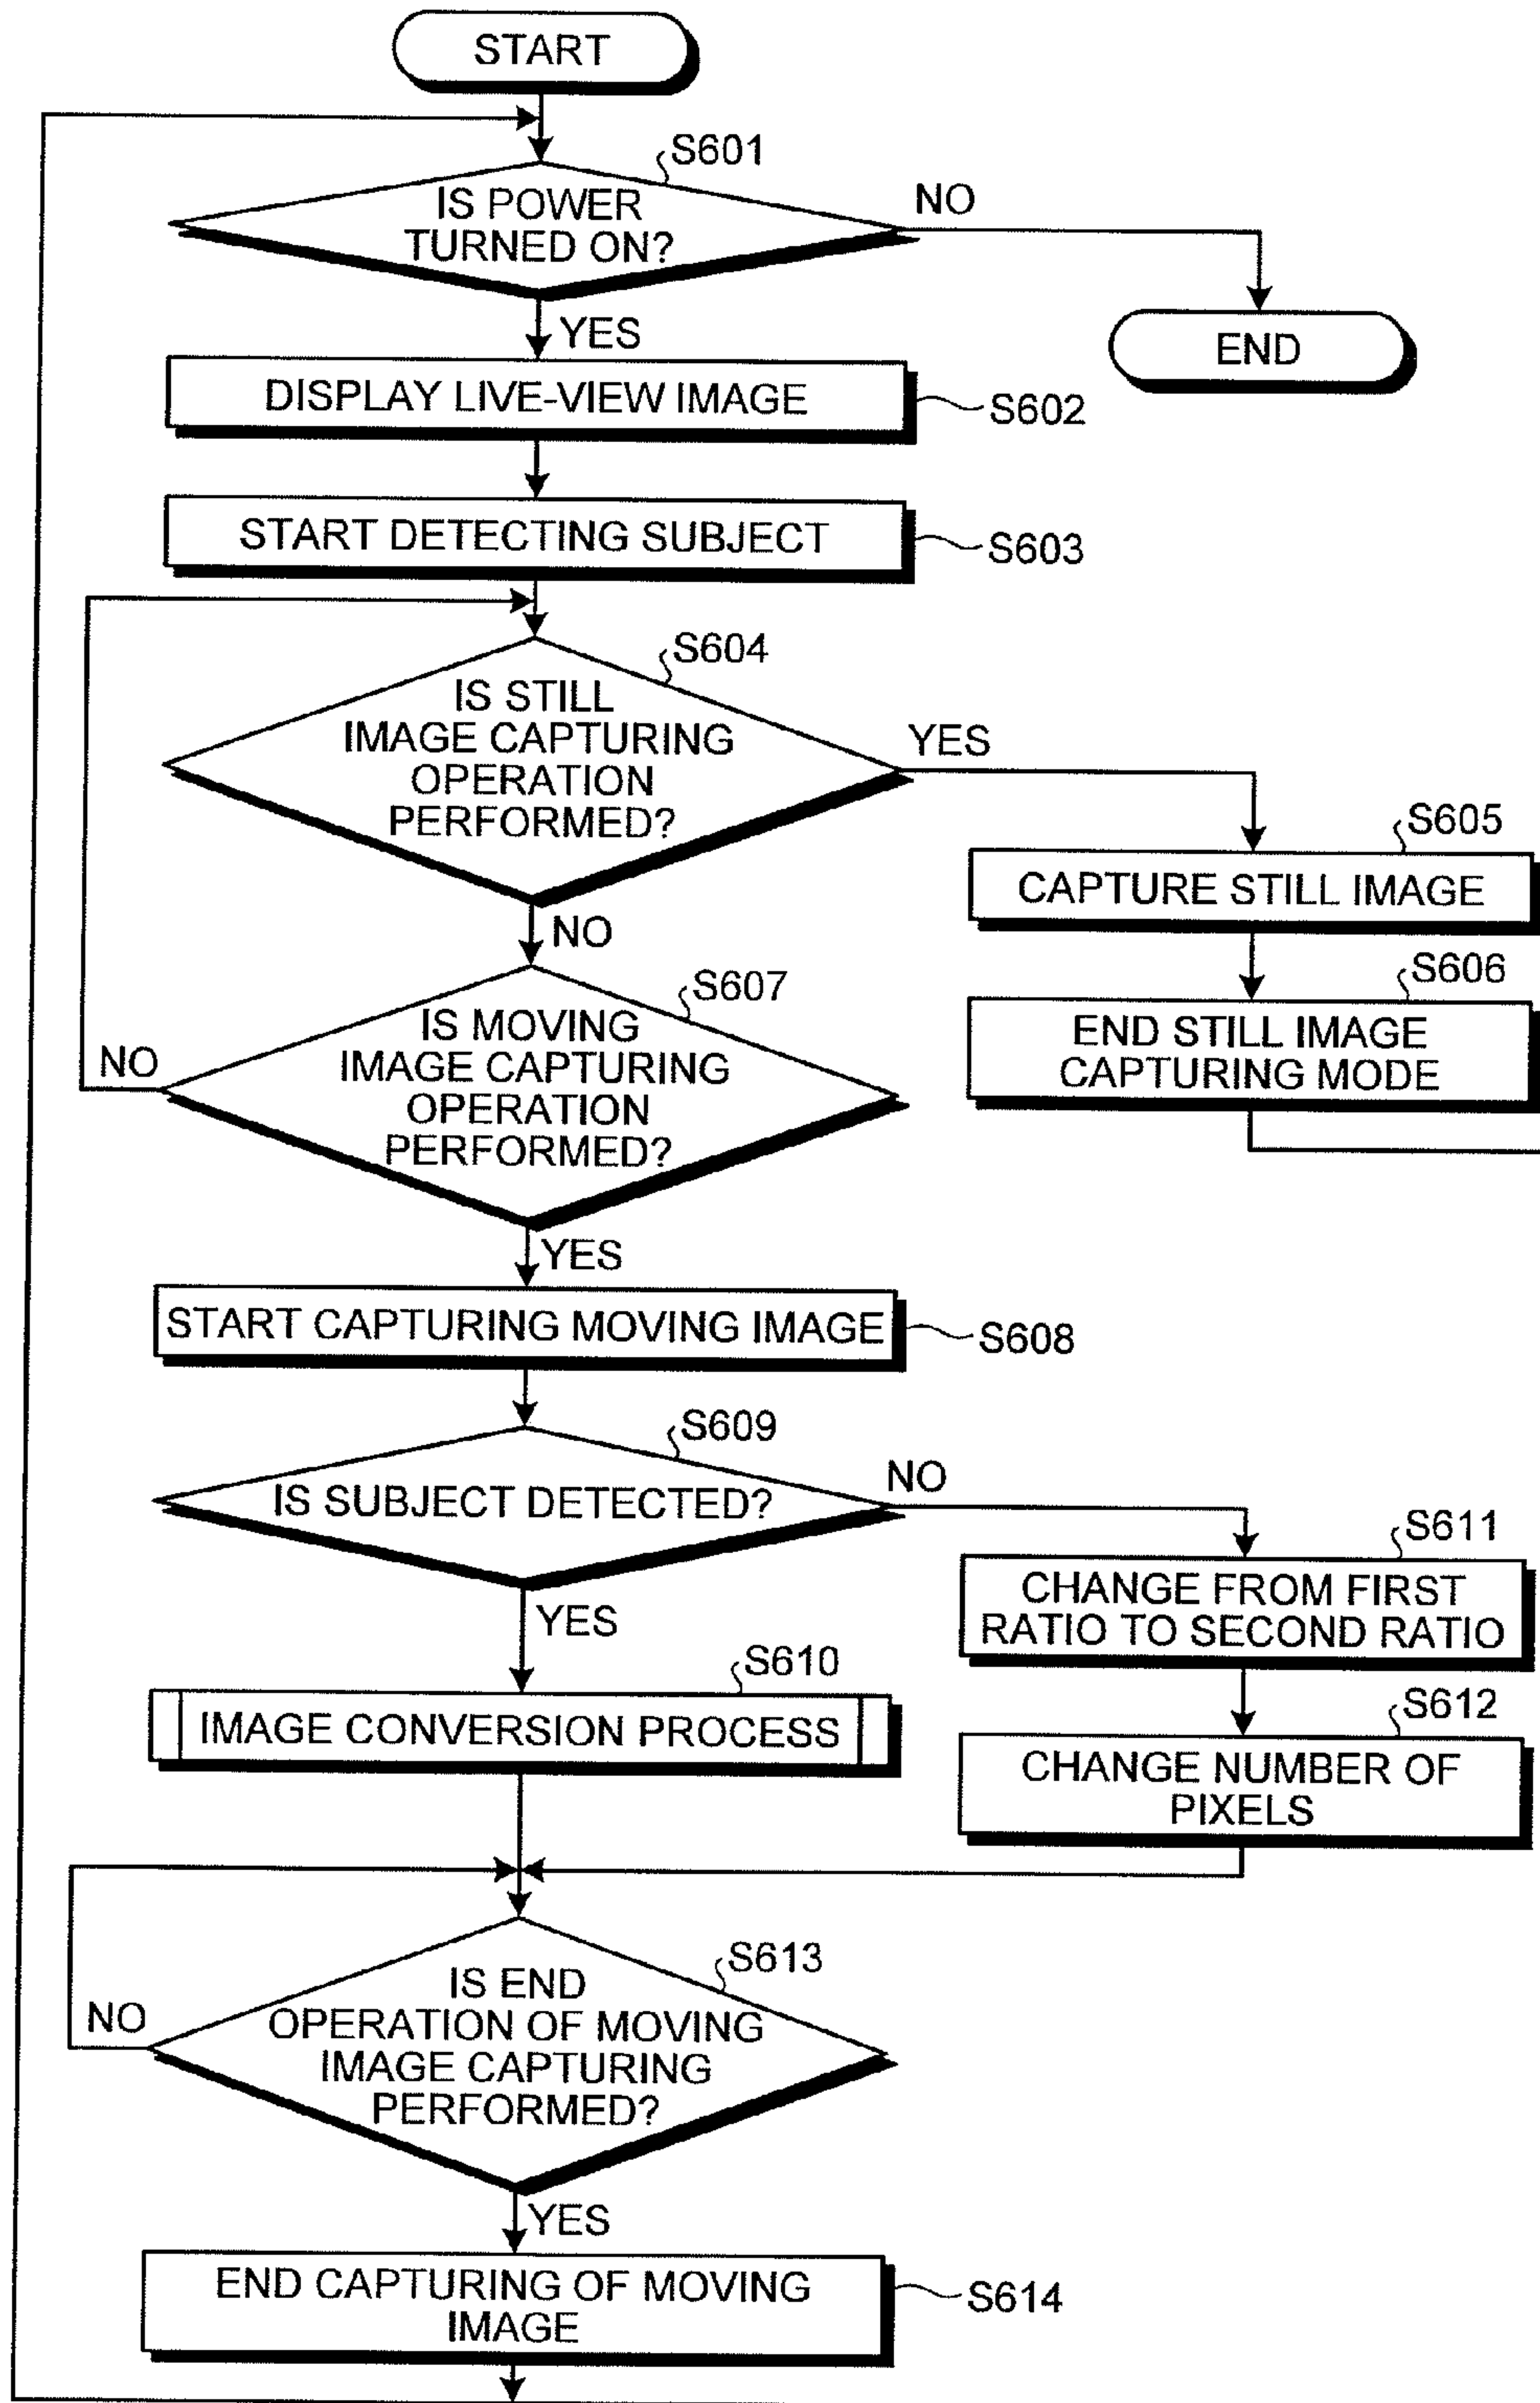 START
S601
IS POWER
TURNED ON?
NO
END
YES
DISPLAY LIVE-VIEW IMAGE
S602
START DETECTING SUBJECT
S603
S604
IS STILL
IMAGE CAPTURING
OPERATION
PERFORMED?
YES
S605
CAPTURE STILL IMAGE
NO
S606
END STILL IMAGE
CAPTURING MODE
S607
IS MOVING
IMAGE CAPTURING
OPERATION
PERFORMED?
NO
YES
START CAPTURING MOVING IMAGE
S608
S609
IS SUBJECT DETECTED?
NO
S611
CHANGE FROM FIRST
RATIO TO SECOND RATIO
YES
S610
IMAGE CONVERSION PROCESS
S612
CHANGE NUMBER OF
PIXELS
S613
IS END
OPERATION OF MOVING
IMAGE CAPTURING
PERFORMED?
NO
YES
END CAPTURING OF MOVING
IMAGE
S614